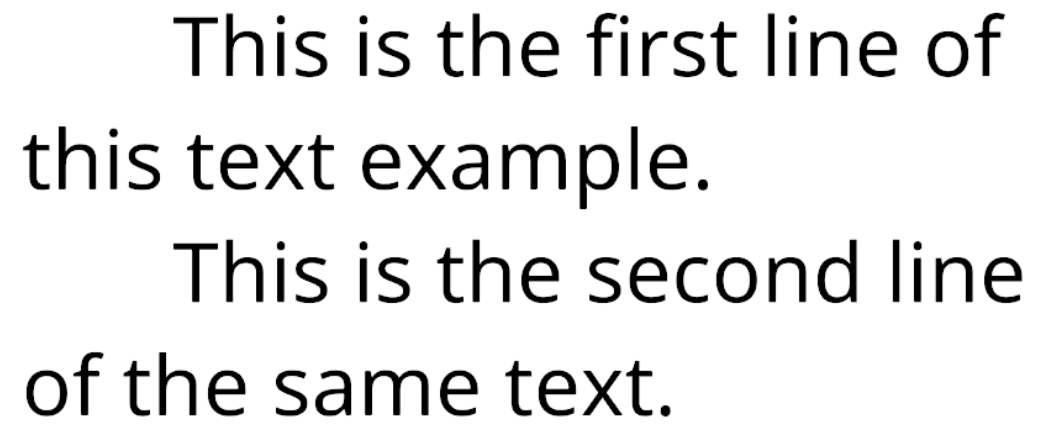 This is the first line of
this text example.
This is the second line
of the same text.